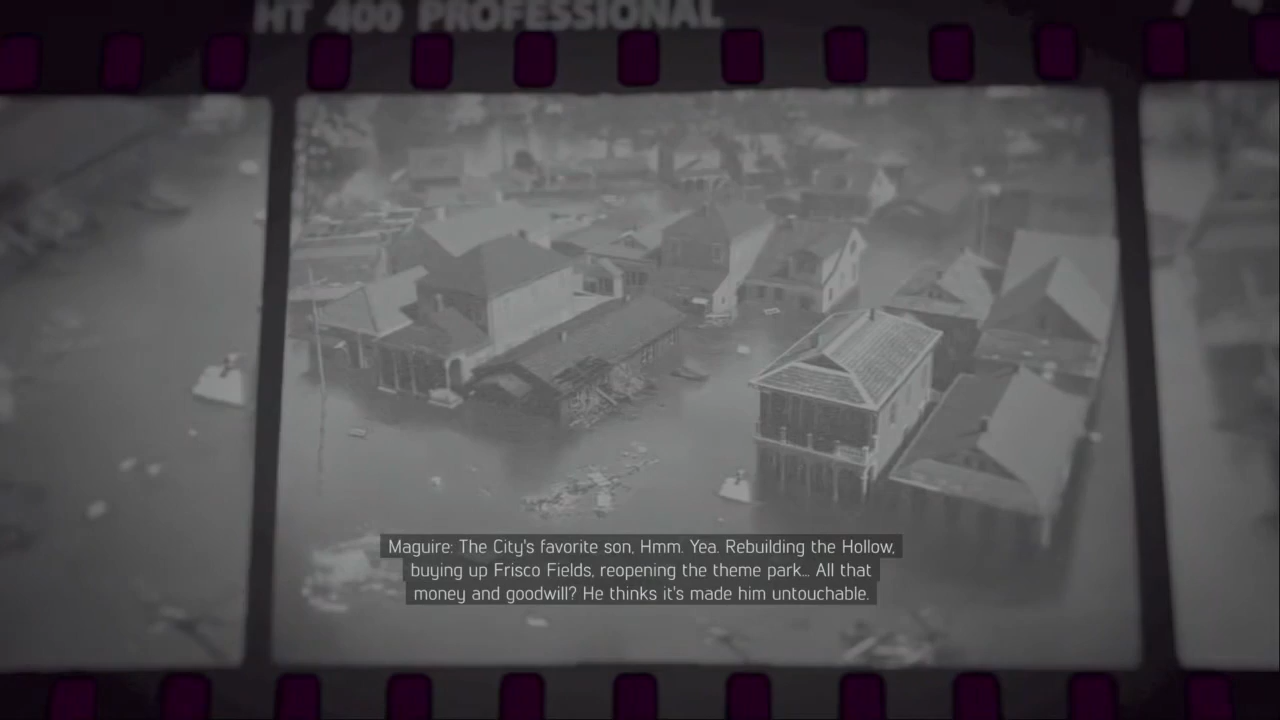 HT 400 PROFESSIONAL
Maguire: The City's favorite son, Hmm. Yea. Rebuilding the Hollow,
buying up Frisco Fields, reopening the theme park... All that
money and goodwill? He thinks it's made him untouchable.